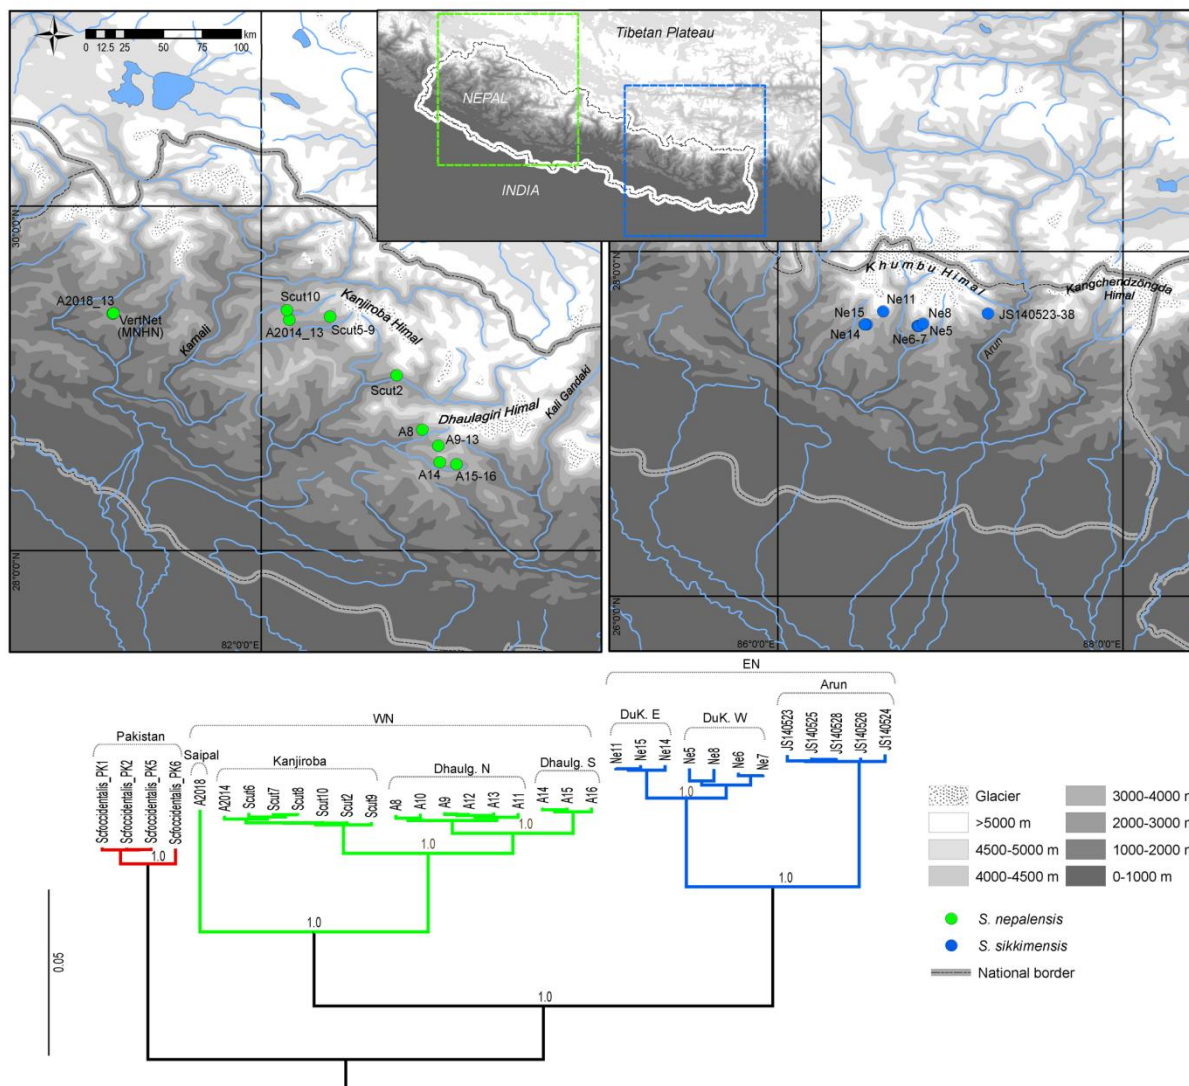 0 12.5 25 50 75 100 km
Tibetan Plateau
NEPAL
INDIA
30°0'0"N
28°0'0"N
82°0'0"E
A2018_13
VertNet
(MNHN)
Karnali
Scut10
A2014_13
Kanjiroba Himal
Scut5-9
Scut2
Dhaulagiri Himal
Kali Gandaki
A8
A9-13
A14
A15-16
28°0'0"N
26°0'0"N
86°0'0"E
88°0'0"E
Khumbu Himal
Kangchendzöngda
Himal
Ne11
Ne15
Ne14
Ne8
Ne5
Ne6-7
JS140523-38
Arun
EN
Arun
DuK. E
DuK. W
WN
Pakistan
Saipal
Kanjiroba
Dhaulg. N
Dhaulg. S
Scfoccidentalis_PK1
Scfoccidentalis_PK2
Scfoccidentalis_PK5
Scfoccidentalis_PK6
A2018
A2014
Scut6
Scut7
Scut8
Scut10
Scut2
Scut9
A8
A10
A9
A12
A13
A11
A14
A15
A16
Ne11
Ne15
Ne14
Ne5
Ne8
Ne6
Ne7
JS140523
JS140525
JS140528
JS140526
JS140524
1.0
1.0
1.0
1.0
1.0
1.0
1.0
1.0
0.05
Glacier
>5000 m
4500-5000 m
4000-4500 m
3000-4000 m
2000-3000 m
1000-2000 m
0-1000 m
S. nepalensis
S. sikkimensis
National border